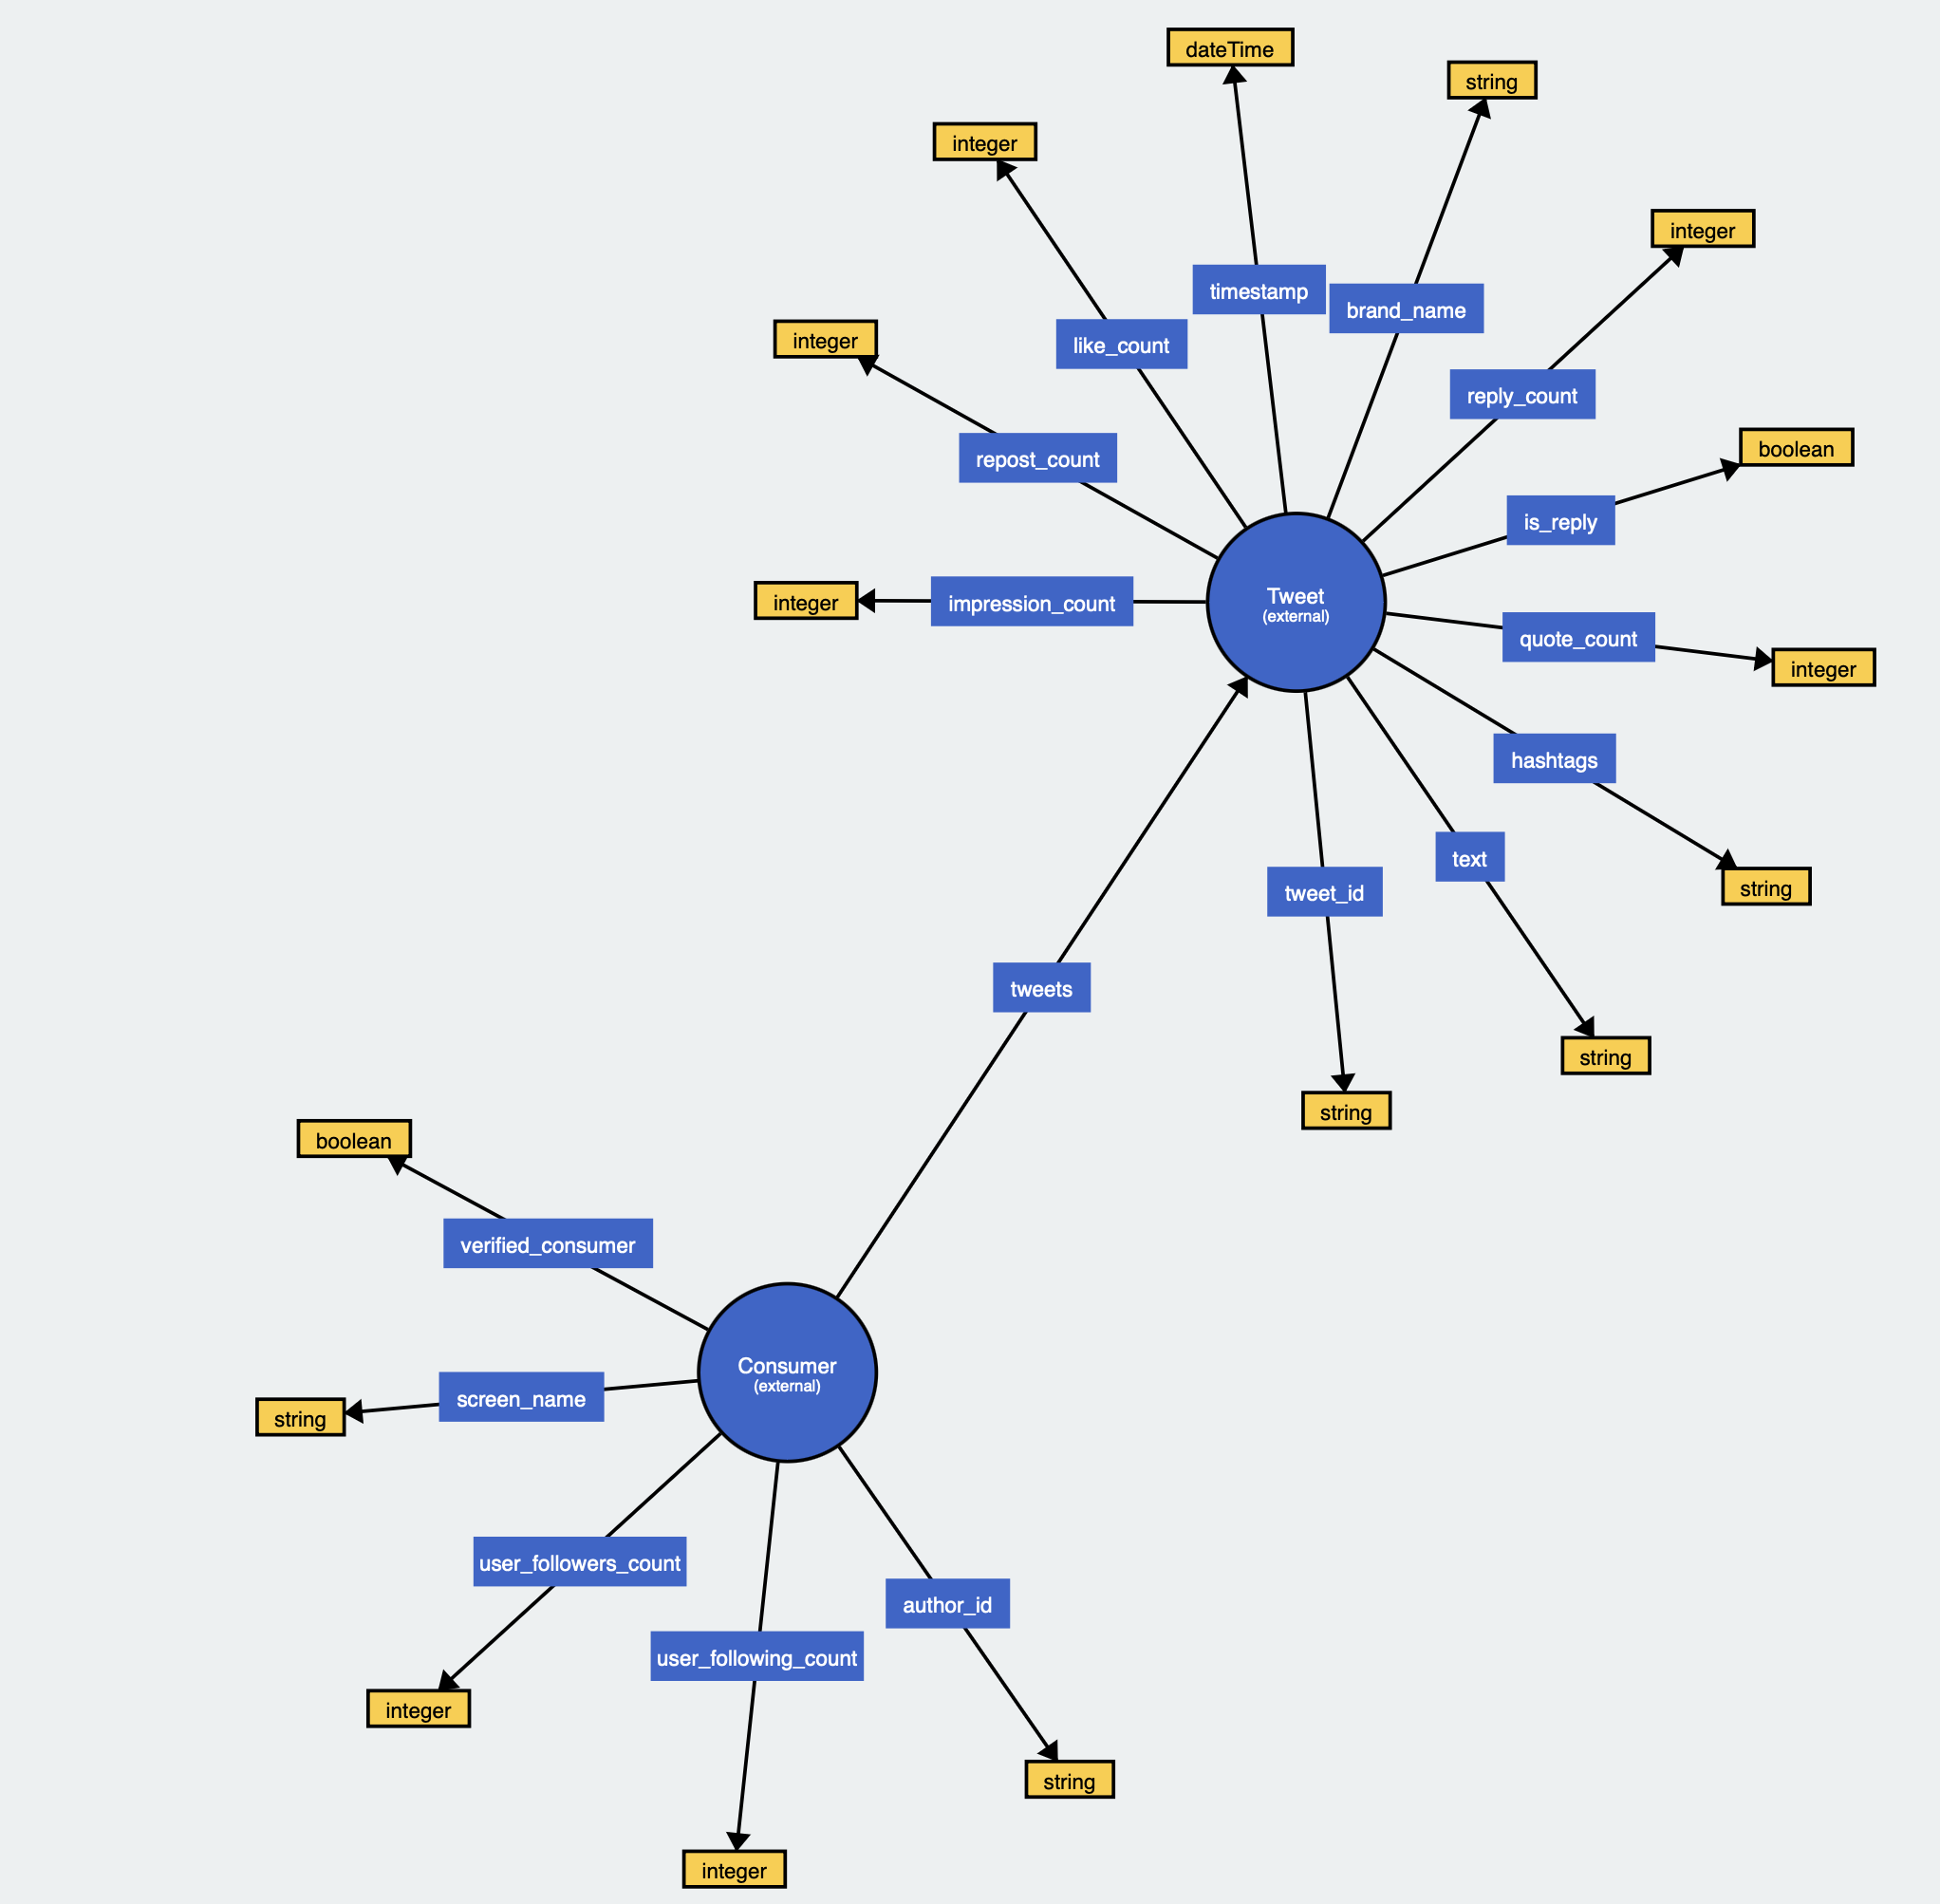 dateTime
string
integer
integer
timestamp
brand_name
integer
like_count
reply_count
boolean
repost_count
is_reply
integer
impression_count
Tweet
(external)
quote_count
integer
hashtags
text
string
tweet_id
tweets
string
string
boolean
verified_consumer
Consumer
(external)
screen_name
string
user_followers_count
author_id
user_following_count
integer
string
integer